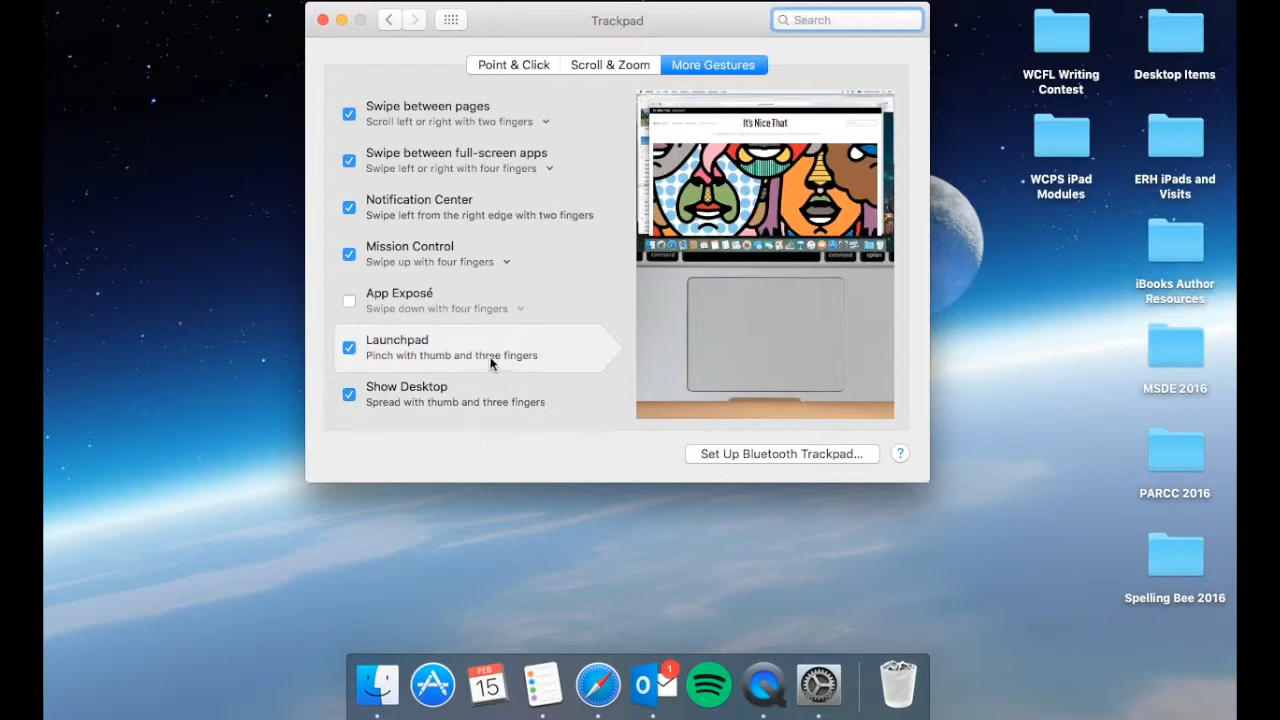 Trackpad
Search
Point & Click
Scroll & Zoom
More Gestures
Swipe between pages
Scroll left or right with two fingers
Swipe between full-screen apps
Swipe left or right with four fingers
Notification Center
Swipe left from the right edge with two fingers
Mission Control
Swipe up with four fingers
App Exposé
Swipe down with four fingers
Launchpad
Pinch with thumb and three fingers
Show Desktop
Spread with thumb and three fingers
It's Nice That
command
command
option
Set Up Bluetooth Trackpad...
?
WCFL Writing
Contest
Desktop Items
WCPS iPad
Modules
ERH iPads and
Visits
iBooks Author
Resources
MSDE 2016
PARCC 2016
Spelling Bee 2016
FEB
15
O
1